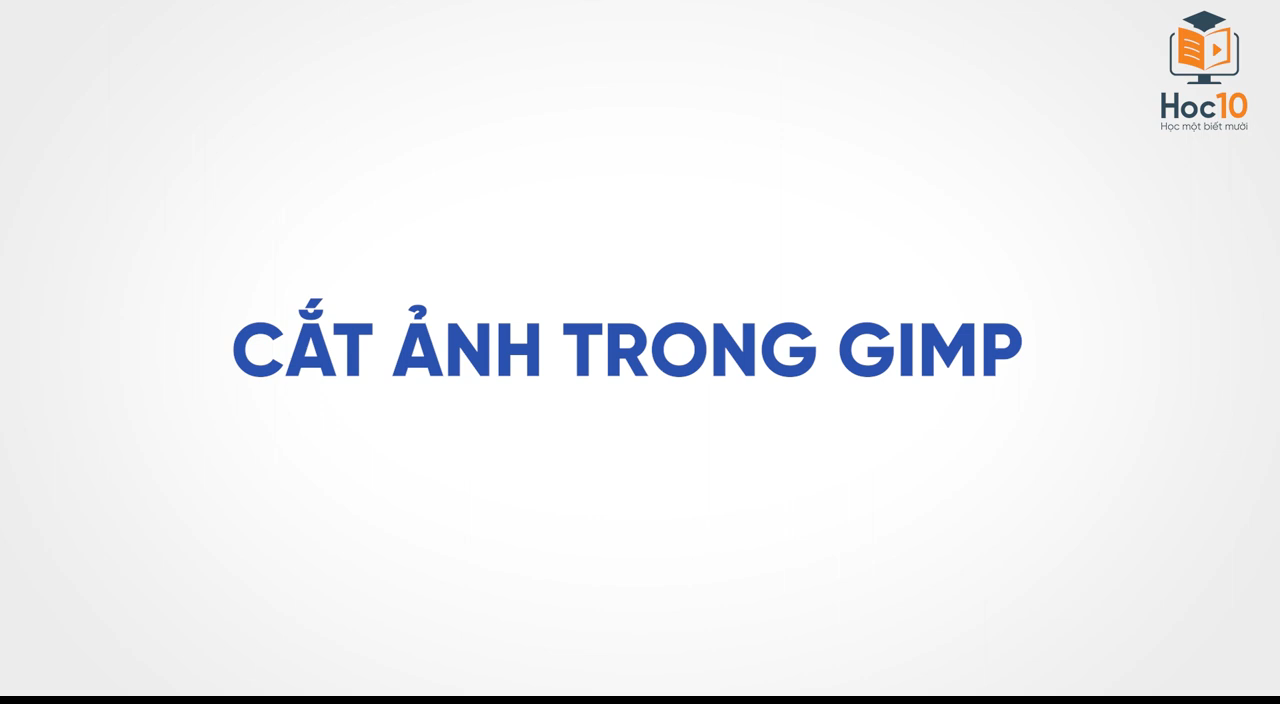 Hoc10
Học một biết mười
CẮT ẢNH TRONG GIMP